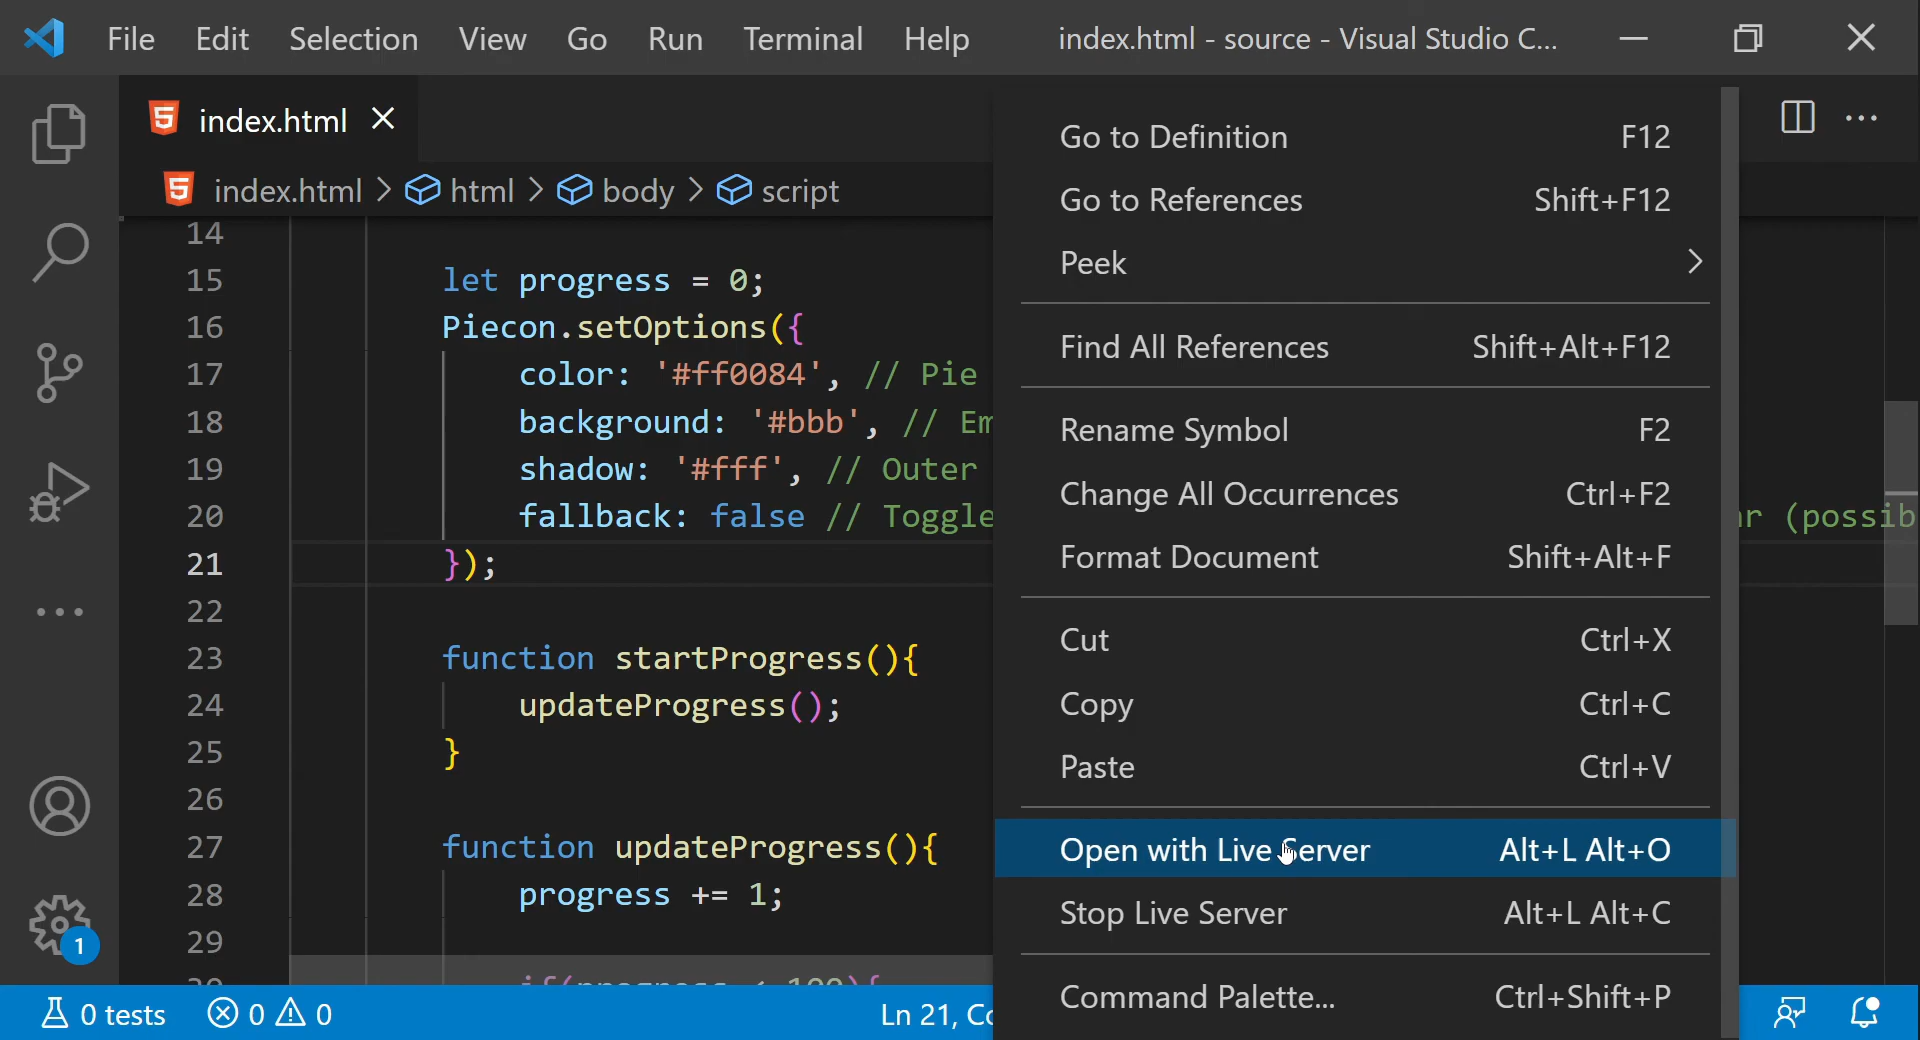 File Edit Selection View Go Run Terminal Help index.html - source - Visual Studio C...
index.html
index.html > html > body > script
14
15 let progress = 0;
16 Piecon.setOptions({
17 color: '#ff0084', // Pie
18 background: '#bbb', // Em
19 shadow: '#fff', // Outer
20 fallback: false // Toggle
r (possib
21 });
22
23 function startProgress(){
24 updateProgress();
25 }
26
27 function updateProgress(){
28 progress += 1;
29
Go to Definition F12
Go to References Shift+F12
Peek
Find All References Shift+Alt+F12
Rename Symbol F2
Change All Occurrences Ctrl+F2
Format Document Shift+Alt+F
Cut Ctrl+X
Copy Ctrl+C
Paste Ctrl+V
Open with Live Server Alt+L Alt+O
Stop Live Server Alt+L Alt+C
Command Palette... Ctrl+Shift+P
1
0 tests 0 0 Ln 21, Co